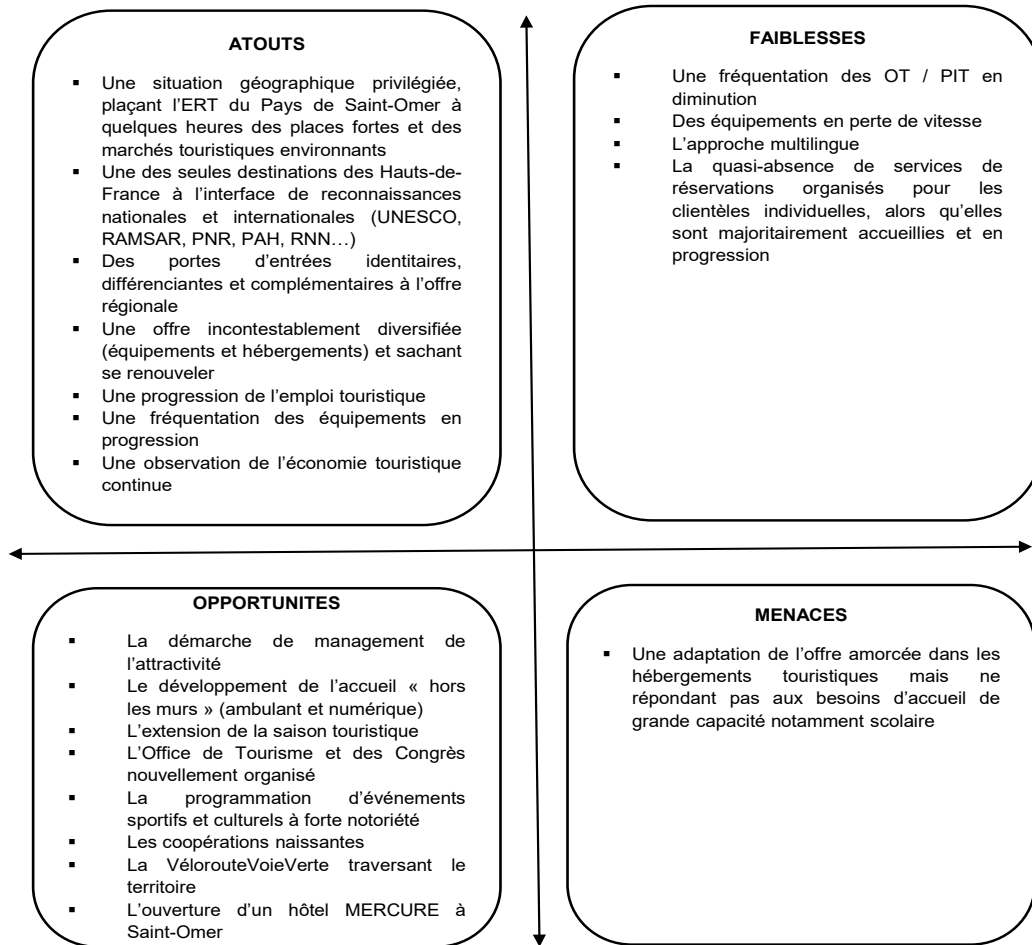 ATOUTS
▪ Une situation géographique privilégiée,
plaçant l'ERT du Pays de Saint-Omer à
quelques heures des places fortes et des
marchés touristiques environnants
▪ Une des seules destinations des Hauts-de-
France à l'interface de reconnaissances
nationales et internationales (UNESCO,
RAMSAR, PNR, PAH, RNN…)
▪ Des portes d'entrées identitaires,
différenciantes et complémentaires à l'offre
régionale
▪ Une offre incontestablement diversifiée
(équipements et hébergements) et sachant
se renouveler
▪ Une progression de l'emploi touristique
▪ Une fréquentation des équipements en
progression
▪ Une observation de l'économie touristique
continue
FAIBLESSES
▪ Une fréquentation des OT / PIT en
diminution
▪ Des équipements en perte de vitesse
▪ L'approche multilingue
▪ La quasi-absence de services de
réservations organisés pour les
clientèles individuelles, alors qu'elles
sont majoritairement accueillies et en
progression
OPPORTUNITES
▪ La démarche de management de
l'attractivité
▪ Le développement de l'accueil « hors
les murs » (ambulant et numérique)
▪ L'extension de la saison touristique
▪ L'Office de Tourisme et des Congrès
nouvellement organisé
▪ La programmation d'événements
sportifs et culturels à forte notoriété
▪ Les coopérations naissantes
▪ La VélorouteVoieVerte traversant le
territoire
▪ L'ouverture d'un hôtel MERCURE à
Saint-Omer
MENACES
▪ Une adaptation de l'offre amorcée dans les
hébergements touristiques mais ne
répondant pas aux besoins d'accueil de
grande capacité notamment scolaire